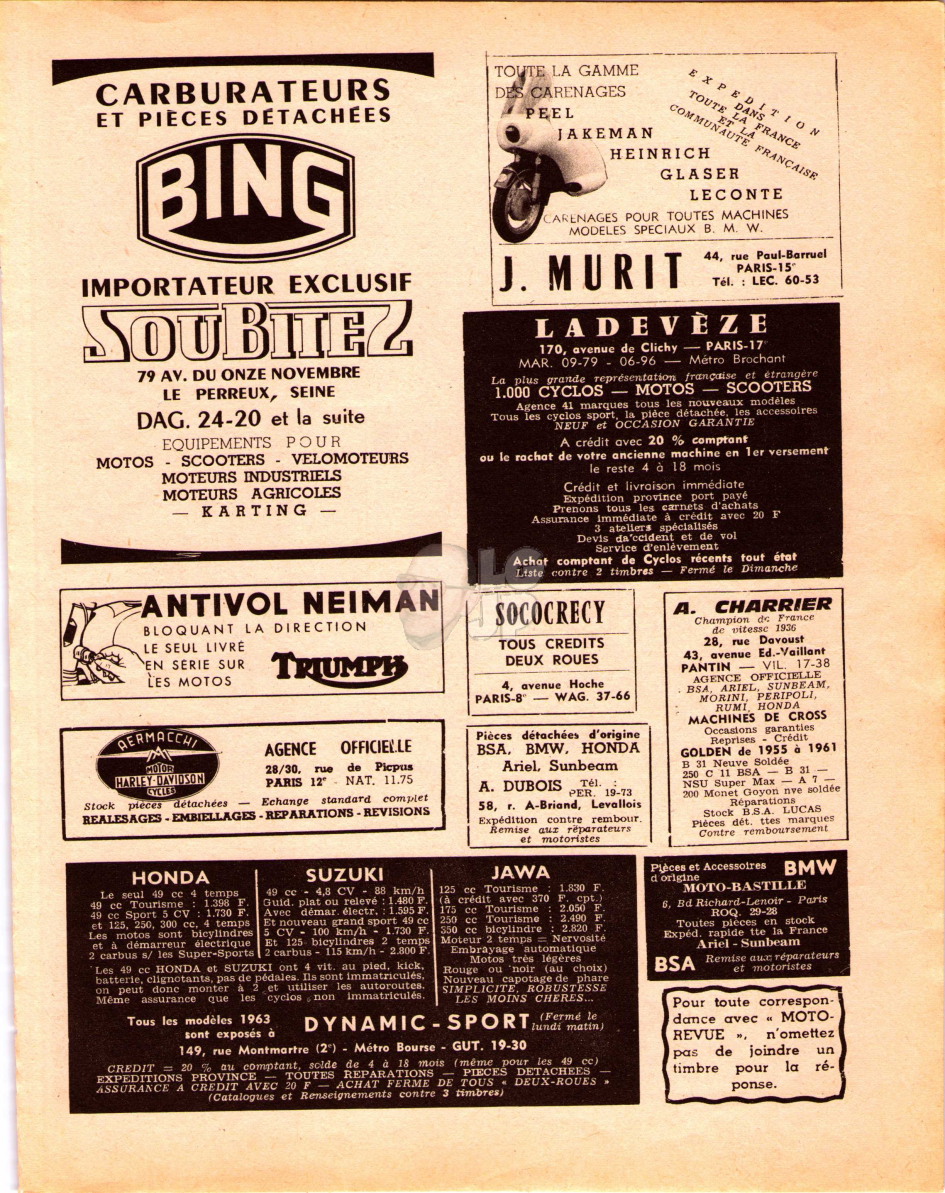 CARBURATEURS
ET PIÈCES DÉTACHÉES
BING
IMPORTATEUR EXCLUSIF
SOUBITEZ
79 AV. DU ONZE NOVEMBRE
LE PERREUX, SEINE
DAG. 24-20 et la suite
EQUIPEMENTS POUR
MOTOS - SCOOTERS - VELOMOTEURS
MOTEURS INDUSTRIELS
MOTEURS AGRICOLES
— KARTING —
TOUTE LA GAMME
DES CARENAGES
PEEL
JAKEMAN
HEINRICH
GLASER
LECONTE
EXPEDITION
DANS
TOUTE LA FRANCE
ET LA
COMMUNAUTÉ FRANÇAISE
CARENAGES POUR TOUTES MACHINES
MODELES SPECIAUX B. M. W.
J. MURIT
44, rue Paul-Barruel
PARIS-15e
Tél. : LEC. 60-53
LADEVÈZE
170, avenue de Clichy — PARIS-17e
MAR. 09-79 - 06-96 — Métro Brochant
La plus grande représentation française et étrangère
1.000 CYCLOS — MOTOS — SCOOTERS
Agence 41 marques tous les nouveaux modèles
Tous les cyclos sport, la pièce détachée, les accessoires
NEUF et OCCASION GARANTIE
A crédit avec 20 % comptant
ou le rachat de votre ancienne machine en 1er versement
le reste 4 à 18 mois
Crédit et livraison immédiate
Expédition province port payé
Prenons tous les carnets d'achats
Assurance immédiate à crédit avec 20 F
3 ateliers spécialisés
Devis da'ccident et de vol
Service d'enlèvement
Achat comptant de Cyclos récents tout état
Liste contre 2 timbres — Fermé le Dimanche
ANTIVOL NEIMAN
BLOQUANT LA DIRECTION
LE SEUL LIVRÉ
EN SÉRIE SUR
LES MOTOS
TRIUMPH
SOCOCRECY
TOUS CREDITS
DEUX ROUES
4, avenue Hoche
PARIS-8e — WAG. 37-66
A. CHARRIER
Champion de France
de vitesse 1936
28, rue Davoust
43, avenue Ed.-Vaillant
PANTIN — VIL. 17-38
AGENCE OFFICIELLE
BSA, ARIEL, SUNBEAM,
MORINI, PERIPOLI,
RUMI, HONDA
MACHINES DE CROSS
Occasions garanties
Reprises - Crédit
GOLDEN de 1955 à 1961
B 31 Neuve Soldée
250 C 11 BSA — B 31 —
NSU Super Max — A 7 —
200 Monet Goyon nve soldée
Réparations
Stock B.S.A. LUCAS
Pièces dét. ttes marques
Contre remboursement
AERMACCHI
MOTOR
HARLEY-DAVIDSON
CYCLES
AGENCE OFFICIELLE
28/30, rue de Picpus
PARIS 12e - NAT. 11.75
Stock pièces détachées — Echange standard complet
REALESAGES - EMBIELLAGES - REPARATIONS - REVISIONS
Pièces détachées d'origine
BSA, BMW, HONDA
Ariel, Sunbeam
A. DUBOIS Tél. :
PER. 19-73
58, r. A-Briand, Levallois
Expédition contre rembour.
Remise aux réparateurs
et motoristes
HONDA
Le seul 49 cc 4 temps
49 cc Tourisme : 1.398 F.
49 cc Sport 5 CV : 1.730 F.
et 125, 250, 300 cc, 4 temps
Les motos sont bicylindres
et à démarreur électrique
2 carbus s/ les Super-Sports
SUZUKI
49 cc - 4,8 CV - 88 km/h
Guid. plat ou relevé : 1.480 F.
Avec démar. électr. : 1.595 F.
Et nouveau grand sport 49 cc
5 CV - 100 km/h - 1.730 F.
Et 125 bicylindres 2 temps
2 carbus - 115 km/h - 2.800 F.
Les 49 cc HONDA et SUZUKI ont 4 vit. au pied, kick,
batterie, clignotants, pas de pédales. Ils sont immatriculés,
on peut donc monter à 2 et utiliser les autoroutes.
Même assurance que les cyclos non immatriculés.
JAWA
125 cc Tourisme : 1.830 F.
(à crédit avec 370 F. cpt.)
175 cc Tourisme : 2.050 F.
250 cc Tourisme : 2.490 F.
350 cc bicylindre : 2.820 F.
Moteur 2 temps = Nervosité
Embrayage automatique
Motos très légères
Rouge ou noir (au choix)
Nouveau capotage de phare
SIMPLICITE, ROBUSTESSE
LES MOINS CHERES...
Tous les modèles 1963
sont exposés à
DYNAMIC-SPORT
(Fermé le
lundi matin)
149, rue Montmartre (2e) - Métro Bourse - GUT. 19-30
CREDIT = 20 % au comptant, solde de 4 à 18 mois (même pour les 49 cc)
EXPEDITIONS PROVINCE — TOUTES REPARATIONS — PIECES DETACHEES —
ASSURANCE A CREDIT AVEC 20 F — ACHAT FERME DE TOUS « DEUX-ROUES »
(Catalogues et Renseignements contre 3 timbres)
Pièces et Accessoires
d'origine
BMW
MOTO-BASTILLE
6, Bd Richard-Lenoir - Paris
ROQ. 29-28
Toutes pièces en stock
Expéd. rapide tte la France
Ariel - Sunbeam
BSA Remise aux réparateurs
et motoristes
Pour toute correspon-
dance avec « MOTO-
REVUE », n'omettez
pas de joindre un
timbre pour la ré-
ponse.